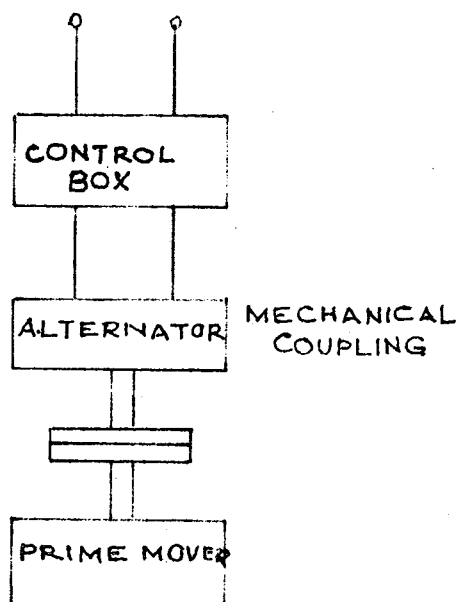 CONTROL
BOX
ALTERNATOR
MECHANICAL
COUPLING
PRIME MOVER